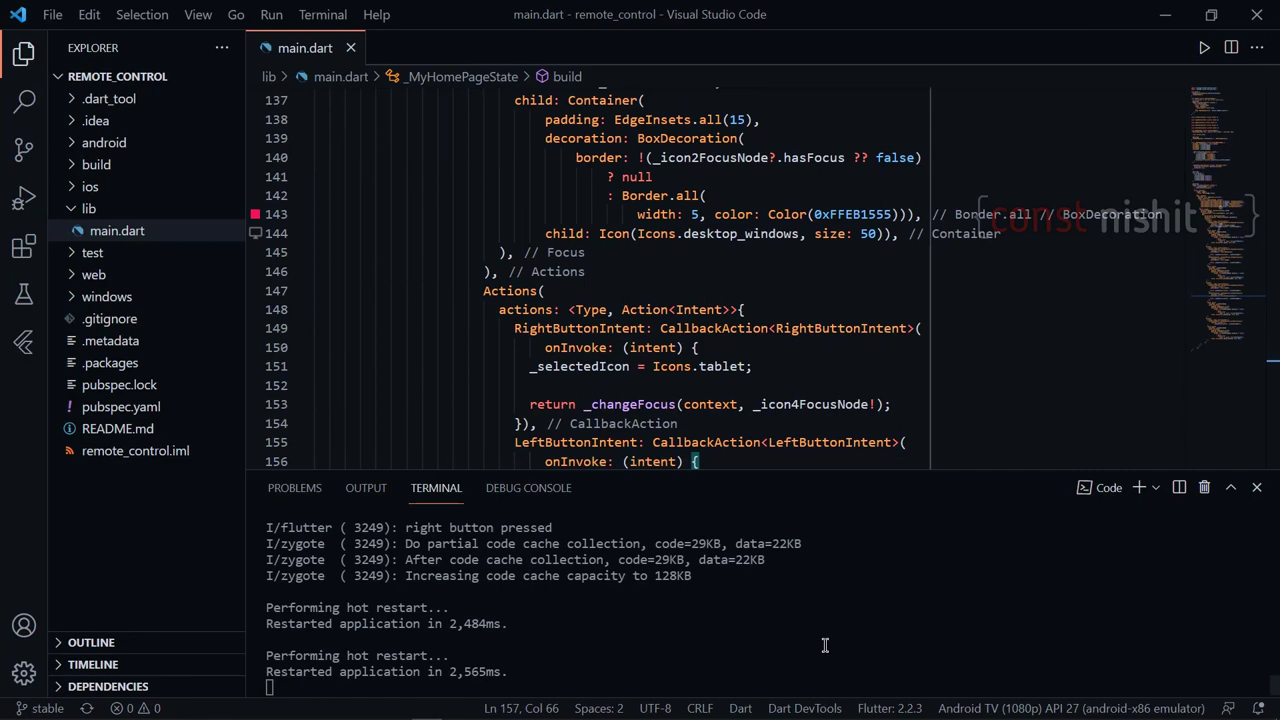 File Edit Selection View Go Run Terminal Help
main.dart - remote_control - Visual Studio Code
EXPLORER
REMOTE_CONTROL
.dart_tool
.idea
android
build
ios
lib
main.dart
test
web
windows
.gitignore
.metadata
.packages
pubspec.lock
pubspec.yaml
README.md
remote_control.iml
OUTLINE
TIMELINE
DEPENDENCIES
main.dart
lib > main.dart > _MyHomePageState > build
137 child: Container(
138 padding: EdgeInsets.all(15),
139 decoration: BoxDecoration(
140 border: !(_icon2FocusNode?.hasFocus ?? false)
141 ? null
142 : Border.all(
143 width: 5, color: Color(0xFFEB1555))), // Border.all // BoxDecoration
144 child: Icon(Icons.desktop_windows, size: 50)), // Container
145 ), // Focus
146 ), // Actions
147 Actions(
148 actions: <Type, Action<Intent>>{
149 RightButtonIntent: CallbackAction<RightButtonIntent>(
150 onInvoke: (intent) {
151 _selectedIcon = Icons.tablet;
152
153 return _changeFocus(context, _icon4FocusNode!);
154 }), // CallbackAction
155 LeftButtonIntent: CallbackAction<LeftButtonIntent>(
156 onInvoke: (intent) {
{const nishit }
PROBLEMS OUTPUT TERMINAL DEBUG CONSOLE
Code
I/flutter ( 3249): right button pressed
I/zygote ( 3249): Do partial code cache collection, code=29KB, data=22KB
I/zygote ( 3249): After code cache collection, code=29KB, data=22KB
I/zygote ( 3249): Increasing code cache capacity to 128KB
Performing hot restart...
Restarted application in 2,484ms.
Performing hot restart...
Restarted application in 2,565ms.
stable 0 0 Ln 157, Col 66 Spaces: 2 UTF-8 CRLF Dart Dart DevTools Flutter: 2.2.3 Android TV (1080p) API 27 (android-x86 emulator)